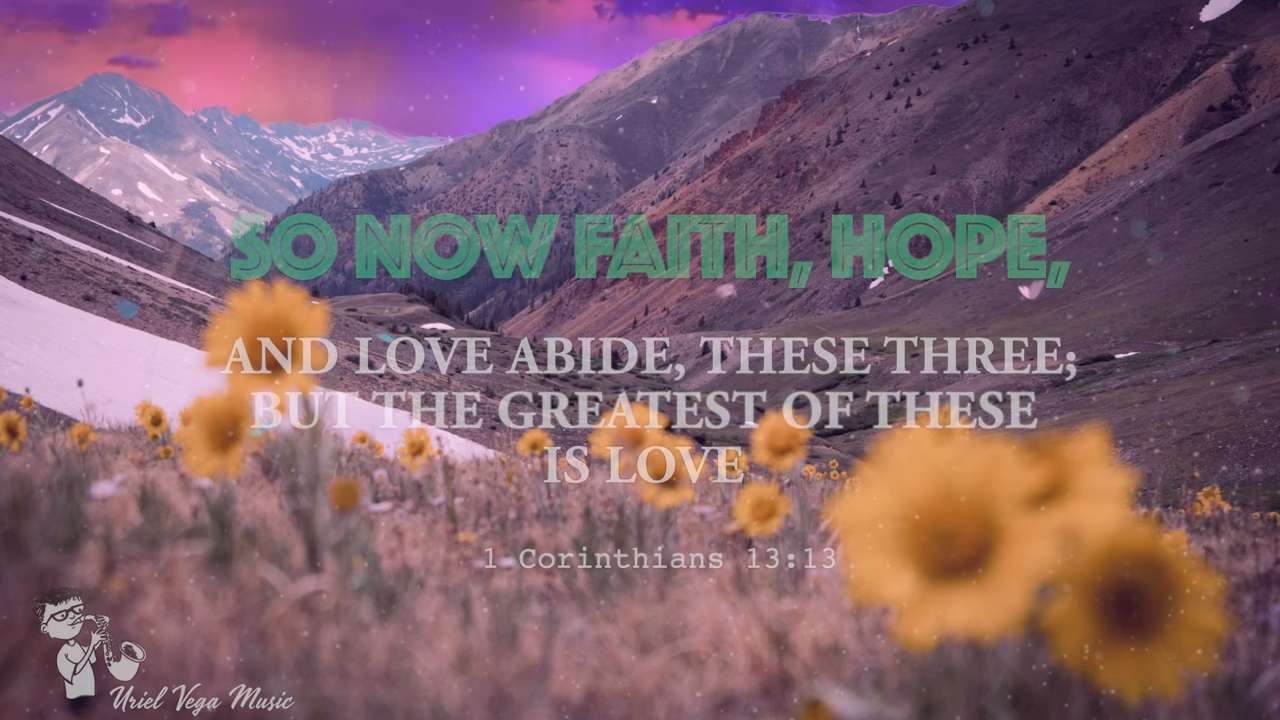 SO NOW FAITH, HOPE,
AND LOVE ABIDE, THESE THREE;
BUT THE GREATEST OF THESE
IS LOVE
1 Corinthians 13:13
Uriel Vega Music